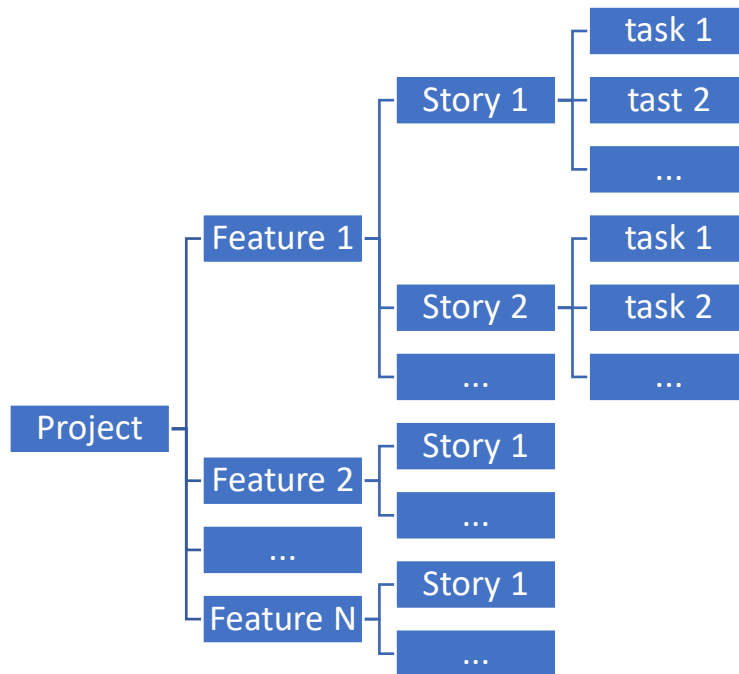 task 1
Story 1
tast 2
...
Feature 1
task 1
Story 2
task 2
...
...
Project
Feature 2
Story 1
...
...
Feature N
Story 1
...